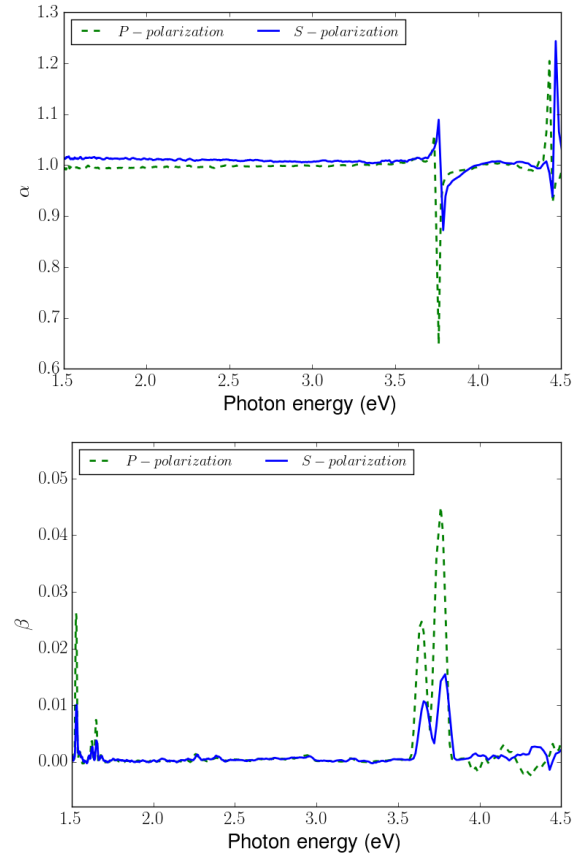 P − polarization S − polarization
1.3
1.2
1.1
1.0
0.9
0.8
0.7
0.6
α
1.5 2.0 2.5 3.0 3.5 4.0 4.5
Photon energy (eV)
P − polarization S − polarization
0.05
0.04
0.03
0.02
0.01
0.00
β
1.5 2.0 2.5 3.0 3.5 4.0 4.5
Photon energy (eV)